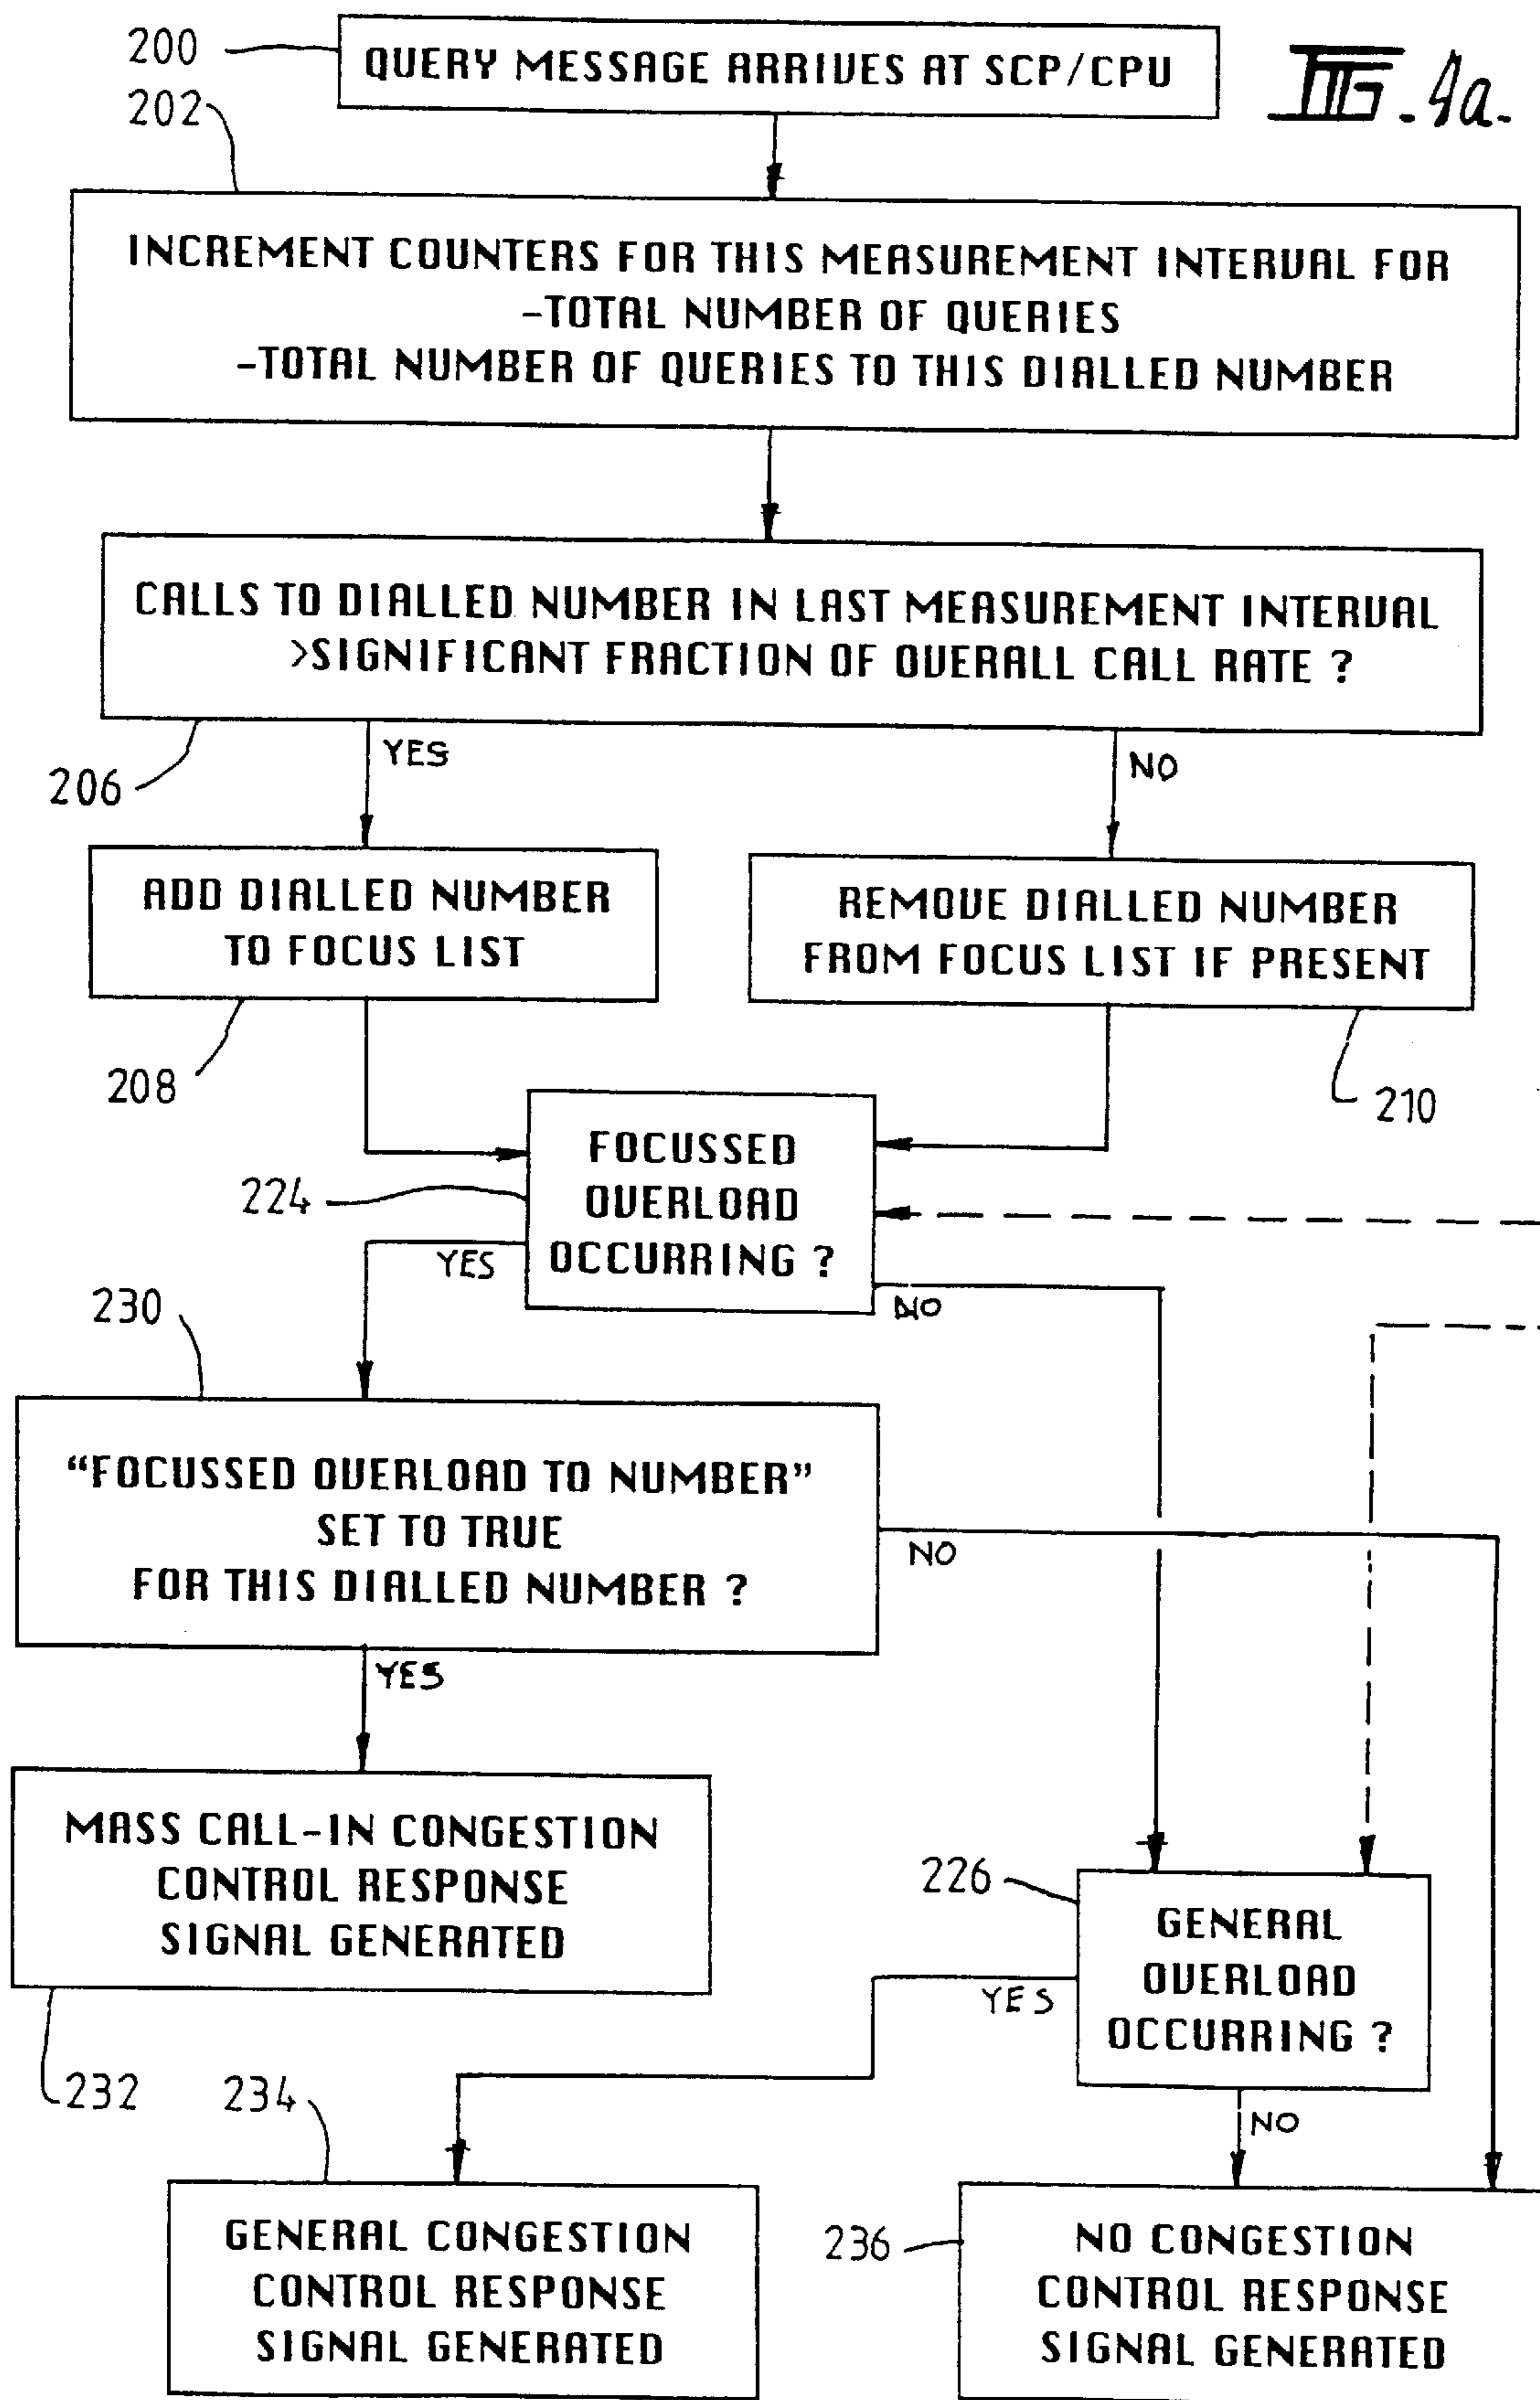 200
QUERY MESSAGE ARRIVES AT SCP/CPU
FIG. 4a.
202
INCREMENT COUNTERS FOR THIS MEASUREMENT INTERVAL FOR
-TOTAL NUMBER OF QUERIES
-TOTAL NUMBER OF QUERIES TO THIS DIALLED NUMBER
CALLS TO DIALLED NUMBER IN LAST MEASUREMENT INTERVAL
>SIGNIFICANT FRACTION OF OVERALL CALL RATE ?
206
YES
NO
ADD DIALLED NUMBER
TO FOCUS LIST
REMOVE DIALLED NUMBER
FROM FOCUS LIST IF PRESENT
208
210
FOCUSSED
OVERLOAD
OCCURRING ?
224
YES
NO
230
"FOCUSSED OVERLOAD TO NUMBER"
SET TO TRUE
FOR THIS DIALLED NUMBER ?
NO
YES
MASS CALL-IN CONGESTION
CONTROL RESPONSE
SIGNAL GENERATED
232
226
GENERAL
OVERLOAD
OCCURRING ?
YES
NO
234
GENERAL CONGESTION
CONTROL RESPONSE
SIGNAL GENERATED
236
NO CONGESTION
CONTROL RESPONSE
SIGNAL GENERATED